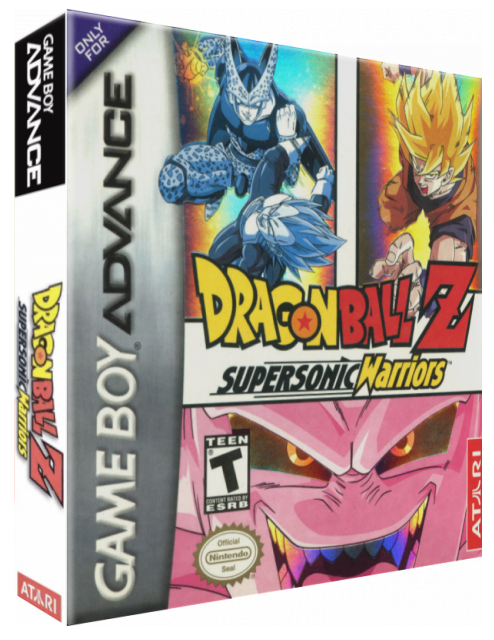 GAME BOY
ADVANCE
DRAGON BALL Z
SUPERSONIC Warriors
ATARI
ONLY
FOR
GAME BOY ADVANCE
DRAGON BALL Z
SUPERSONIC Warriors
TEEN
T
CONTENT RATED BY
ESRB
Official
Nintendo
Seal
ATARI